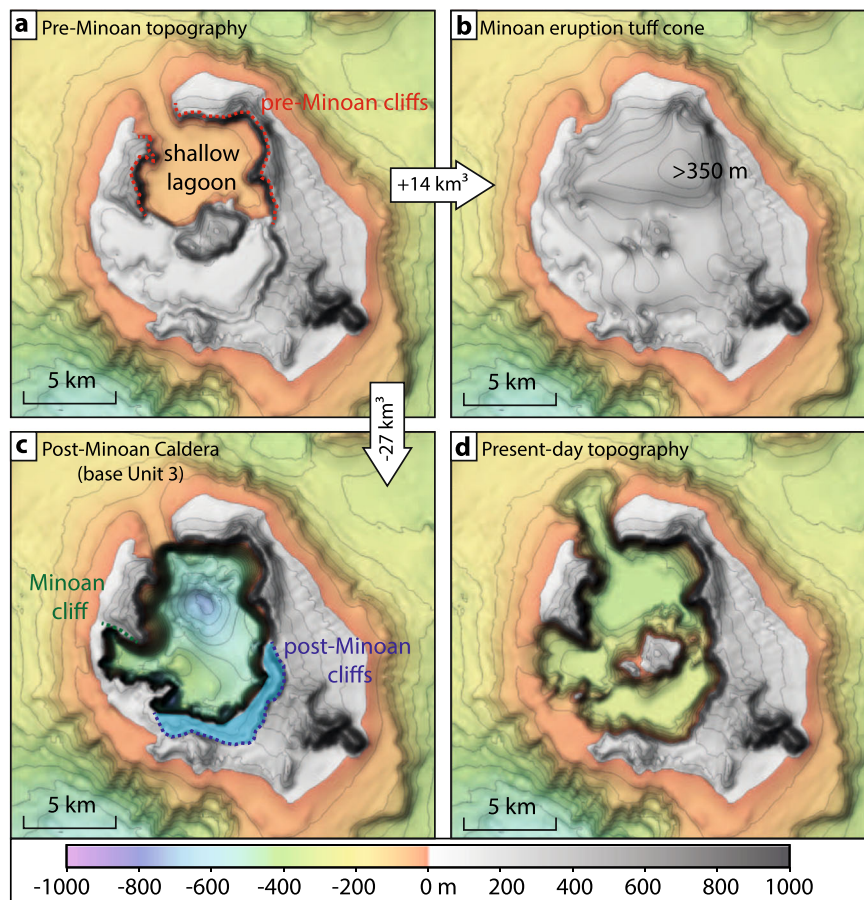 a Pre-Minoan topography
pre-Minoan cliffs
shallow
lagoon
5 km
+14 km³
b Minoan eruption tuff cone
>350 m
5 km
-27 km³
c Post-Minoan Caldera
(base Unit 3)
Minoan
cliff
post-Minoan
cliffs
5 km
d Present-day topography
5 km
-1000 -800 -600 -400 -200 0 m 200 400 600 800 1000